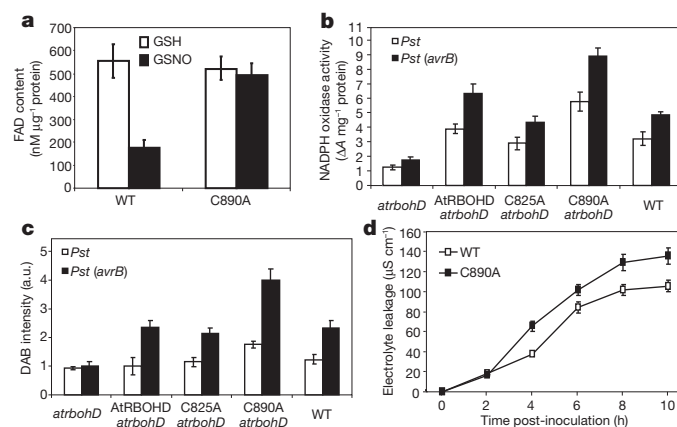 a
GSH
GSNO
FAD content
(nM µg⁻¹ protein)
700
600
500
400
300
200
100
0
WT
C890A
b
Pst
Pst (avrB)
NADPH oxidase activity
(ΔA mg⁻¹ protein)
11
10
9
8
7
6
5
4
3
2
1
0
atrbohD
AtRBOHD
atrbohD
C825A
atrbohD
C890A
atrbohD
WT
c
Pst
Pst (avrB)
DAB intensity (a.u.)
5
4
3
2
1
0
atrbohD
AtRBOHD
atrbohD
C825A
atrbohD
C890A
atrbohD
WT
d
WT
C890A
Electrolyte leakage (µS cm⁻¹)
160
140
120
100
80
60
40
20
0
0
2
4
6
8
10
Time post-inoculation (h)